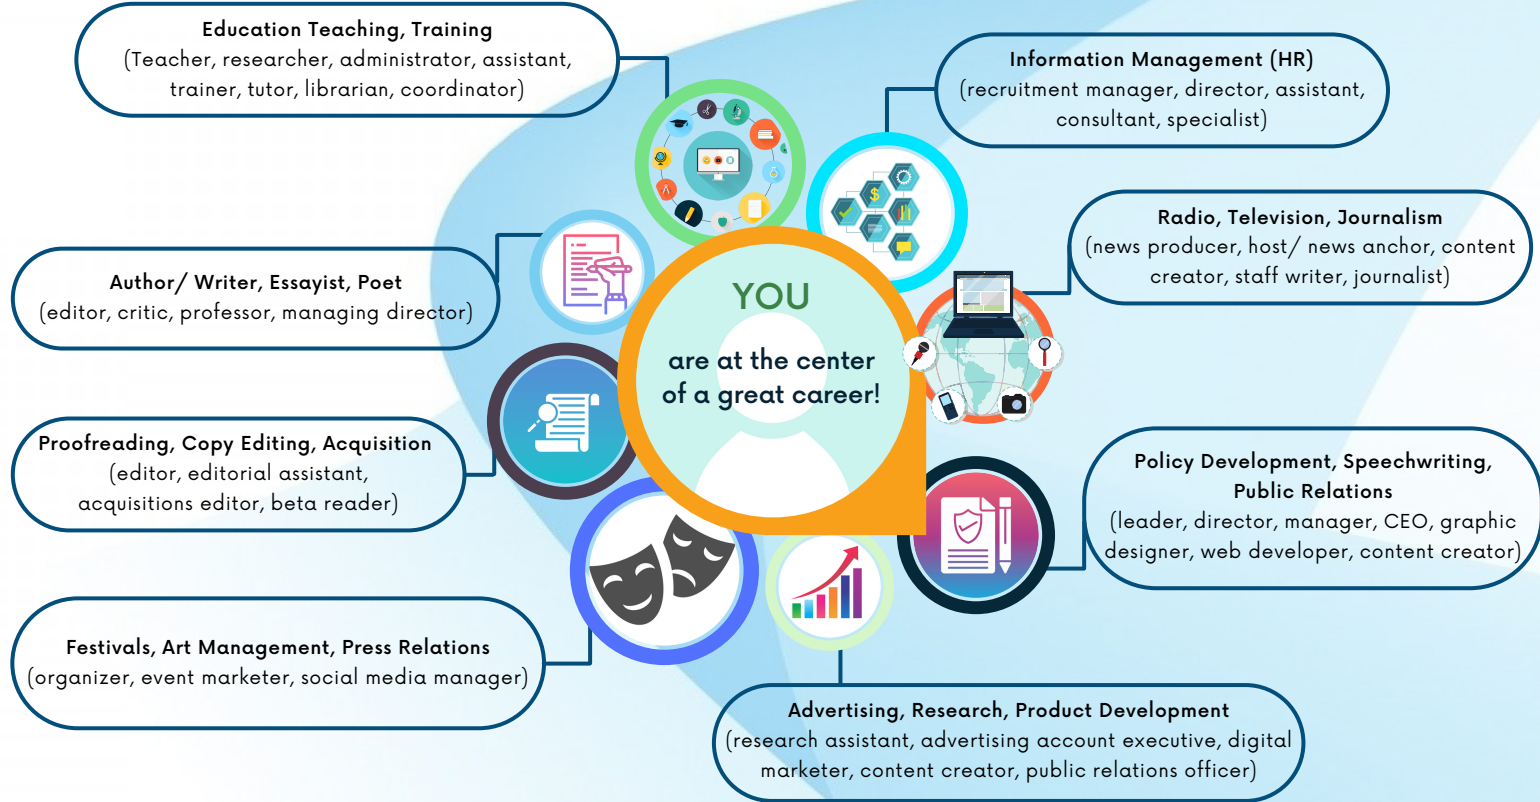 Education Teaching, Training
(Teacher, researcher, administrator, assistant,
trainer, tutor, librarian, coordinator)
Information Management (HR)
(recruitment manager, director, assistant,
consultant, specialist)
Radio, Television, Journalism
(news producer, host/ news anchor, content
creator, staff writer, journalist)
Author/ Writer, Essayist, Poet
(editor, critic, professor, managing director)
YOU
are at the center
of a great career!
Proofreading, Copy Editing, Acquisition
(editor, editorial assistant,
acquisitions editor, beta reader)
Policy Development, Speechwriting,
Public Relations
(leader, director, manager, CEO, graphic
designer, web developer, content creator)
Festivals, Art Management, Press Relations
(organizer, event marketer, social media manager)
Advertising, Research, Product Development
(research assistant, advertising account executive, digital
marketer, content creator, public relations officer)